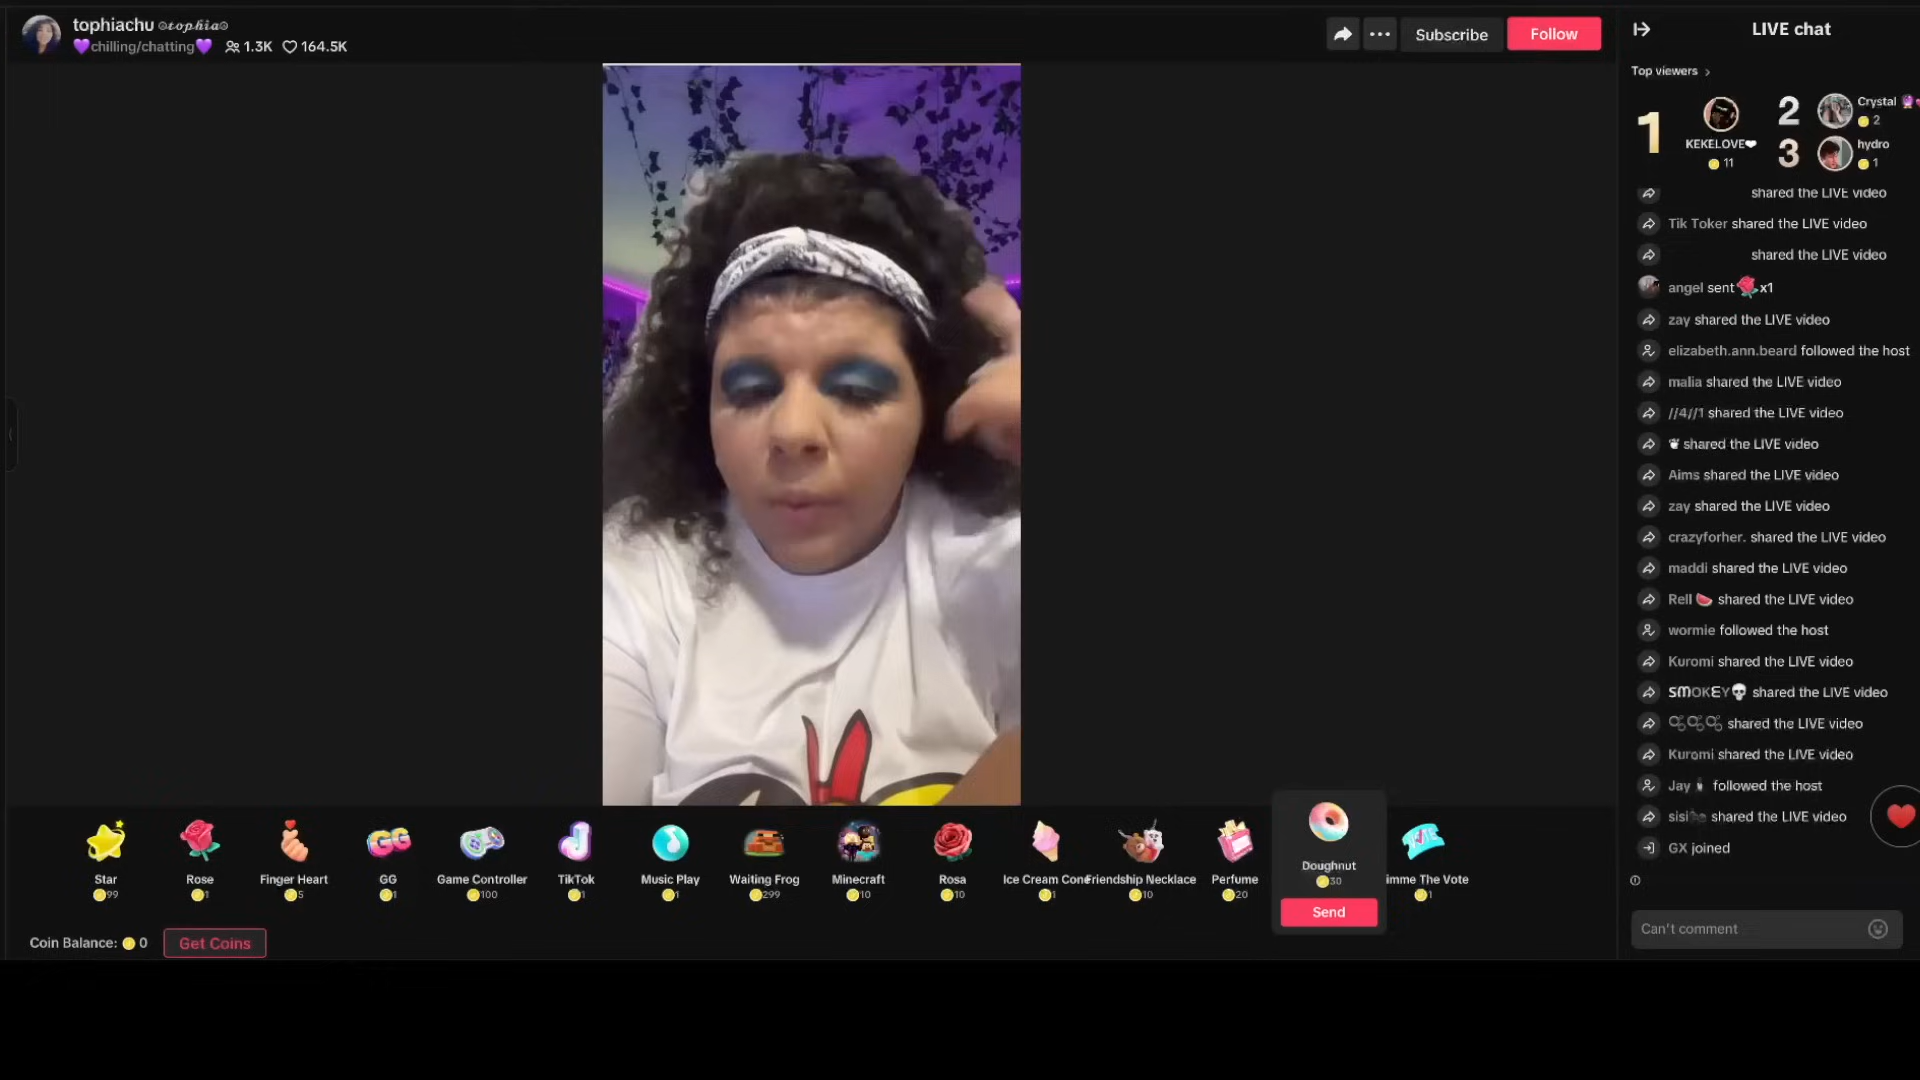 tophiachu ☮𝓽𝓸𝓹𝓱𝓲𝓪☮
💜chilling/chatting💜 1.3K 164.5K
Subscribe
Follow
LIVE chat
Top viewers >
1
KEKELOVE❤
11
2
Crystal 🔮
2
3
hydro
1
shared the LIVE video
Tik Toker shared the LIVE video
shared the LIVE video
angel sent🌹x1
zay shared the LIVE video
elizabeth.ann.beard followed the host
malia shared the LIVE video
//4//1 shared the LIVE video
shared the LIVE video
Aims shared the LIVE video
zay shared the LIVE video
crazyforher. shared the LIVE video
maddi shared the LIVE video
Rell 🍉 shared the LIVE video
wormie followed the host
Kuromi shared the LIVE video
SMOKEY💀 shared the LIVE video
shared the LIVE video
Kuromi shared the LIVE video
Jay followed the host
sisi shared the LIVE video
GX joined
Can't comment
Star
99
Rose
1
Finger Heart
5
GG
GG
1
Game Controller
100
TikTok
1
Music Play
1
Waiting Frog
299
Minecraft
10
Rosa
10
Ice Cream Cone
1
Friendship Necklace
10
Perfume
20
Doughnut
30
Send
imme The Vote
1
Coin Balance: 0
Get Coins